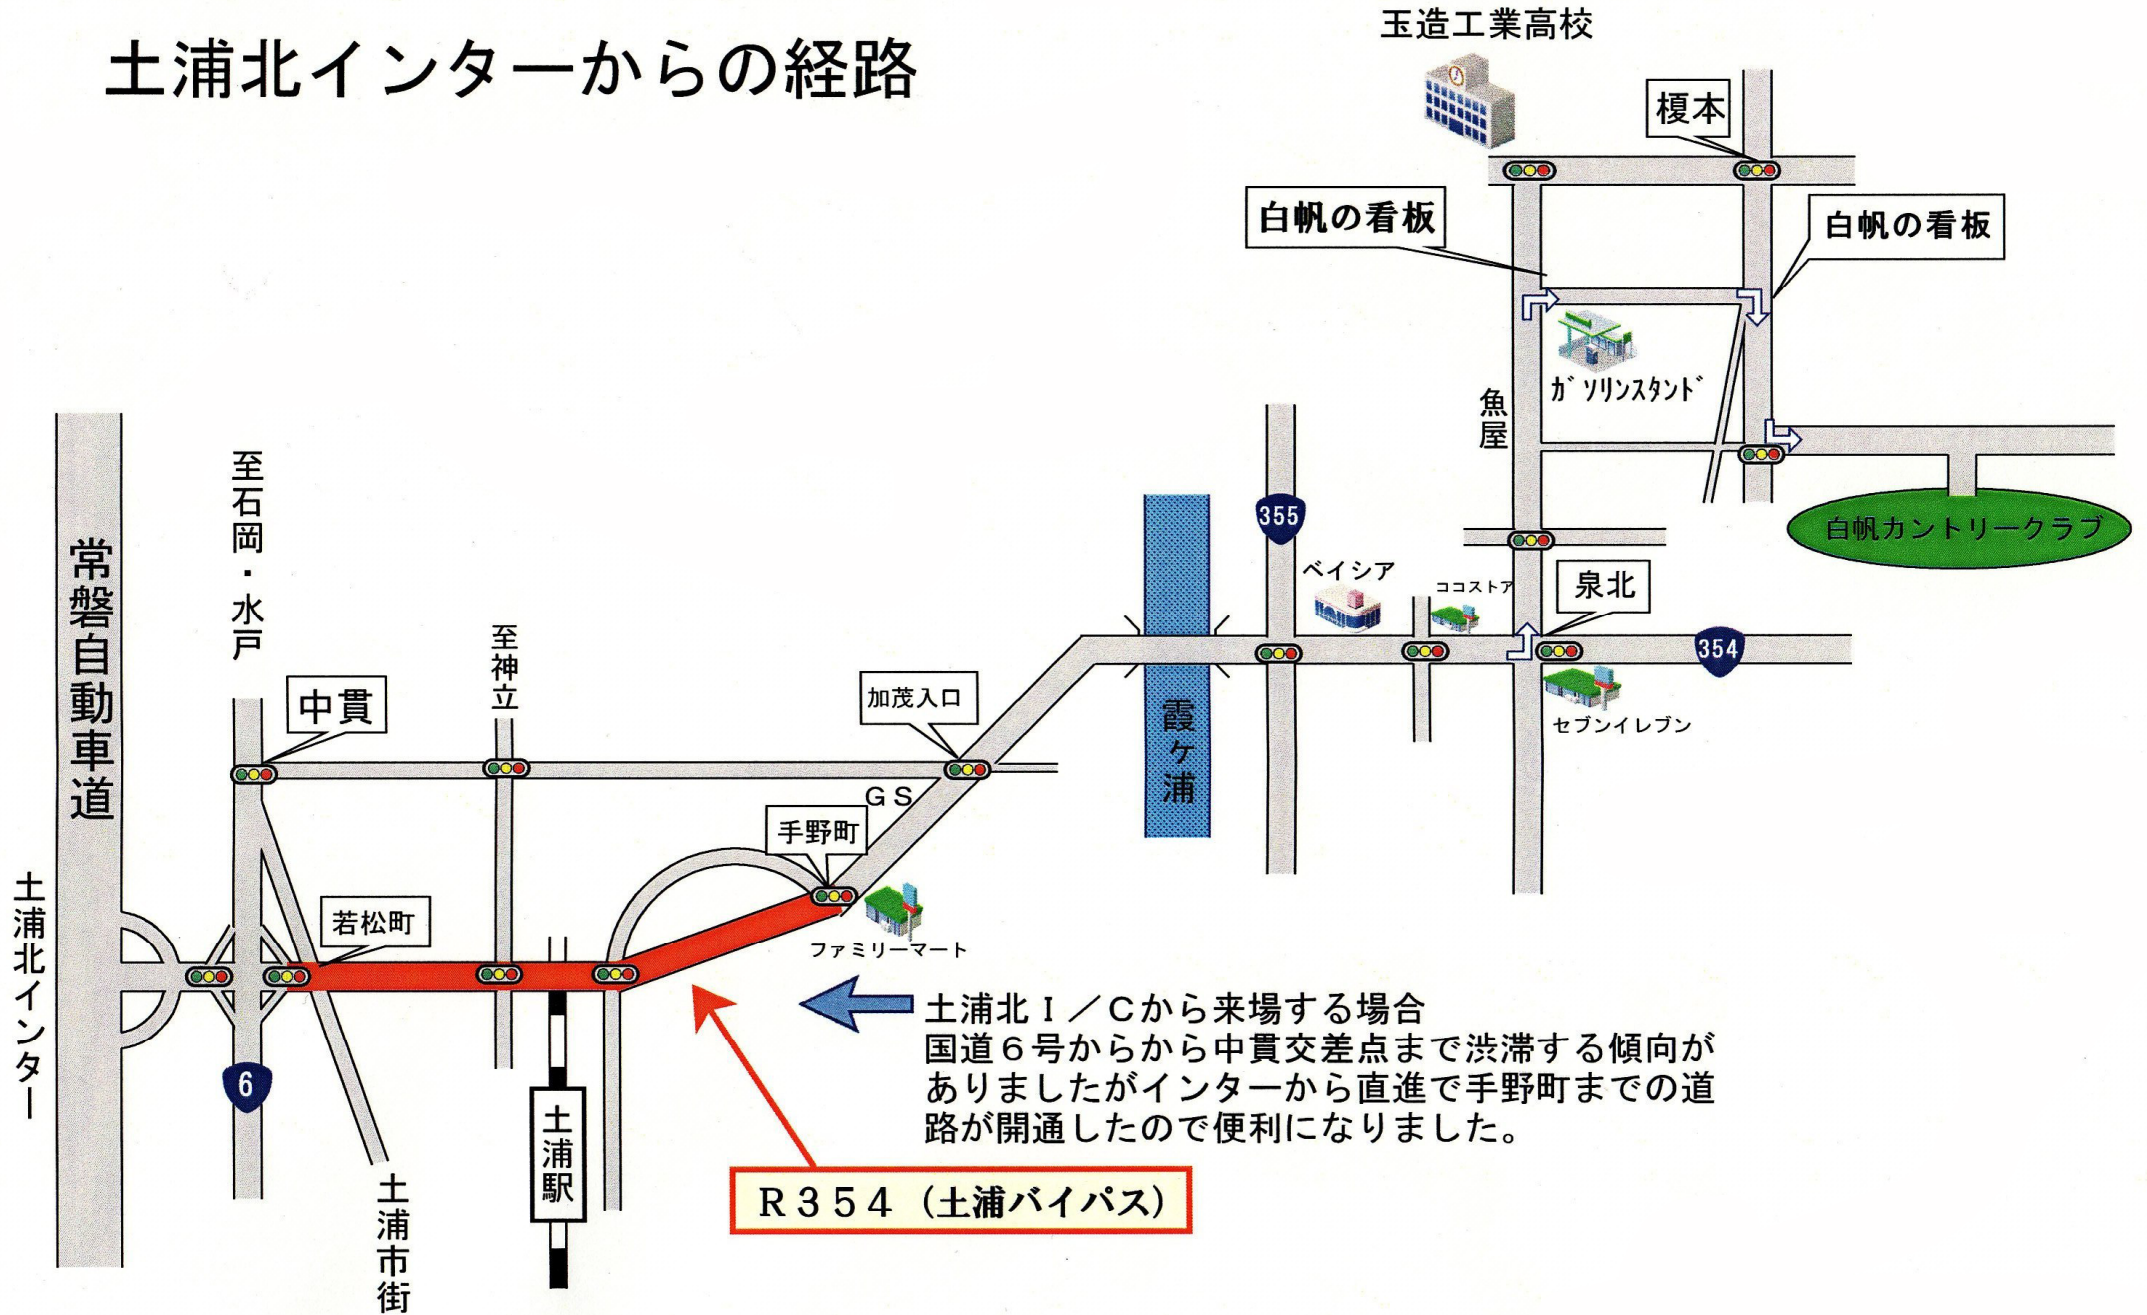 土浦北インターからの経路
玉造工業高校
榎本
白帆の看板
白帆の看板
ガソリンスタンド
魚屋
白帆カントリークラブ
355
ベイシア
ココストア
泉北
354
セブンイレブン
霞ヶ浦
加茂入口
GS
手野町
ファミリーマート
至石岡・水戸
至神立
中貫
常磐自動車道
土浦北インター
若松町
6
土浦駅
土浦市街
土浦北I/Cから来場する場合
国道6号からから中貫交差点まで渋滞する傾向が
ありましたがインターから直進で手野町までの道
路が開通したので便利になりました。
R354(土浦バイパス)